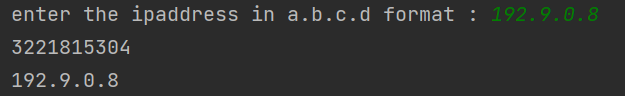 enter the ipaddress in a.b.c.d format : 192.9.0.8
3221815304
192.9.0.8